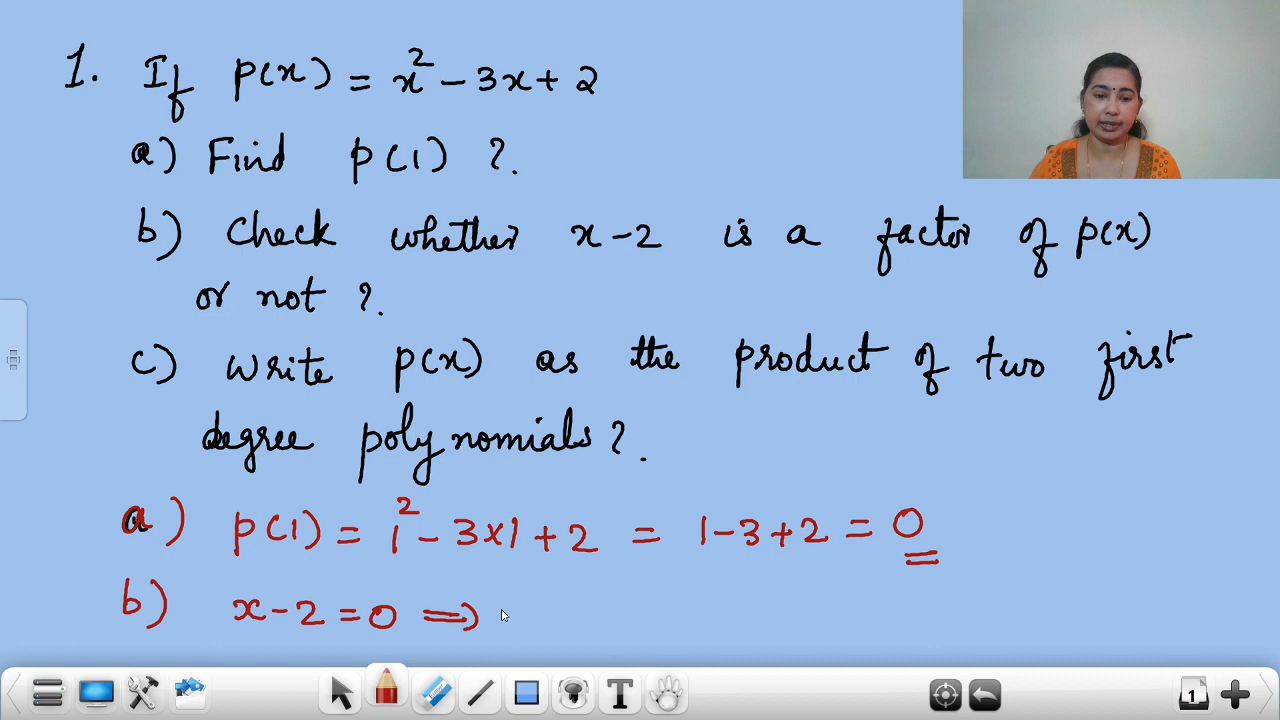 1. If p(x) = x² - 3x + 2
a) Find p(1) ?.
b) Check whether x-2 is a factor of p(x)
or not ?.
c) Write p(x) as the product of two first
degree polynomials ?.
a) p(1) = 1² - 3×1 + 2 = 1-3+2 = 0
b) x-2 = 0 ⇒
T 1